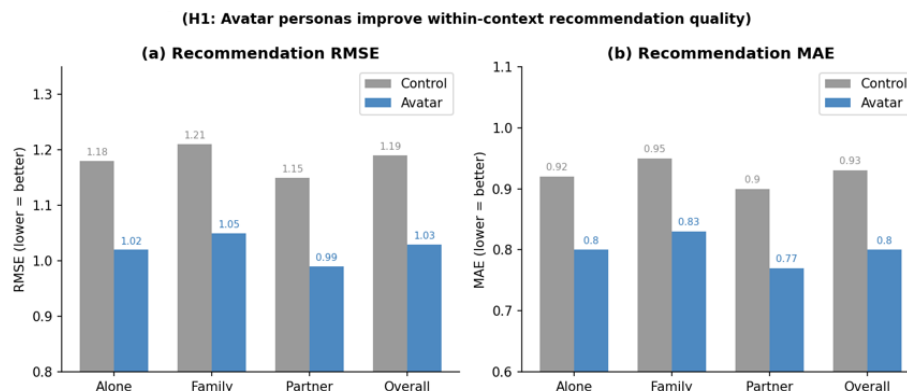 (H1: Avatar personas improve within-context recommendation quality)
(a) Recommendation RMSE
Control
Avatar
RMSE (lower = better)
1.3
1.2
1.1
1.0
0.9
0.8
1.18
1.02
1.21
1.05
1.15
0.99
1.19
1.03
Alone
Family
Partner
Overall
(b) Recommendation MAE
Control
Avatar
MAE (lower = better)
1.1
1.0
0.9
0.8
0.7
0.6
0.92
0.8
0.95
0.83
0.9
0.77
0.93
0.8
Alone
Family
Partner
Overall